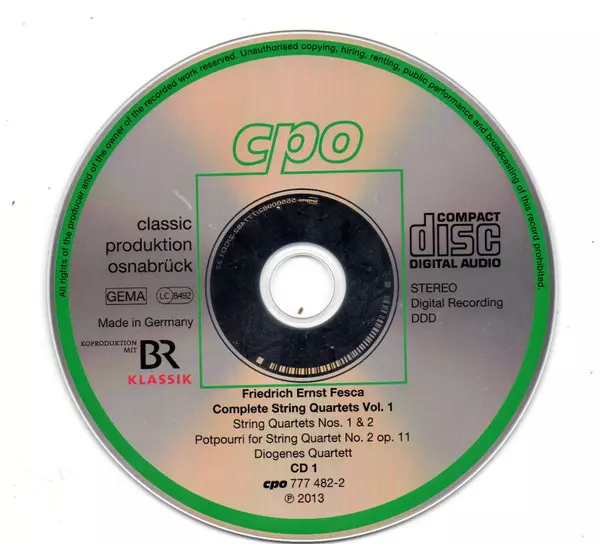 All rights of the producer and of the owner of the recorded work reserved. Unauthorised copying, hiring, renting, public performance and broadcasting of this record prohibited.
cpo
classic
produktion
osnabrück
GEMA LC 8492
Made in Germany
KOPRODUKTION
MIT
BR
KLASSIK
COMPACT
disc
DIGITAL AUDIO
STEREO
Digital Recording
DDD
Friedrich Ernst Fesca
Complete String Quartets Vol. 1
String Quartets Nos. 1 & 2
Potpourri for String Quartet No. 2 op. 11
Diogenes Quartett
CD 1
cpo 777 482-2
℗ 2013